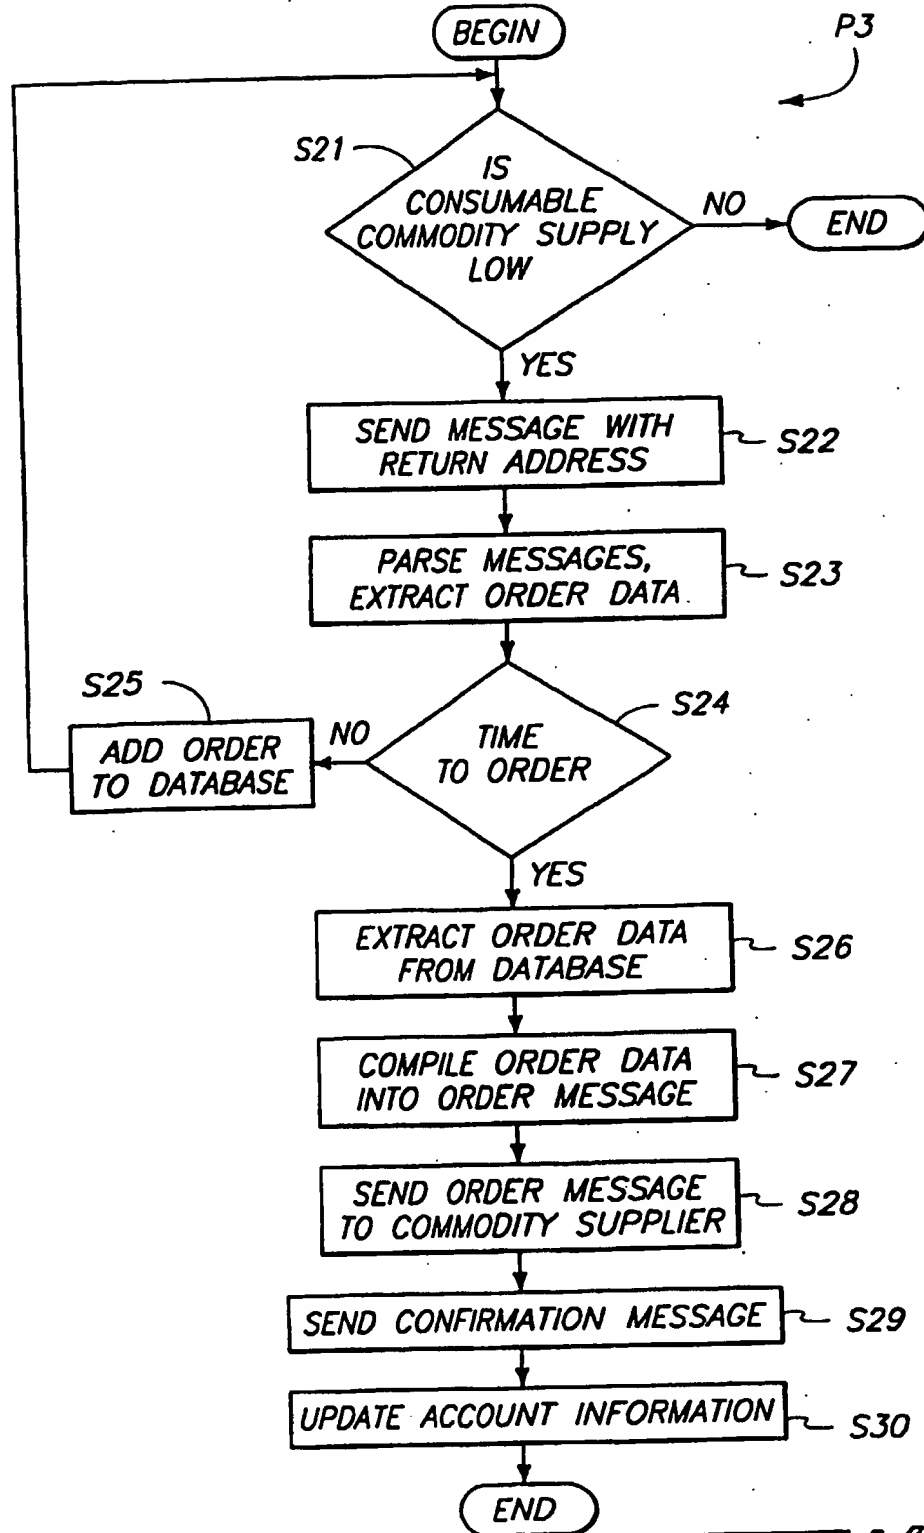 BEGIN
P3
S21
IS
CONSUMABLE
COMMODITY SUPPLY
LOW
NO
END
YES
SEND MESSAGE WITH
RETURN ADDRESS
S22
PARSE MESSAGES,
EXTRACT ORDER DATA
S23
S25
ADD ORDER
TO DATABASE
NO
TIME
TO ORDER
S24
YES
EXTRACT ORDER DATA
FROM DATABASE
S26
COMPILE ORDER DATA
INTO ORDER MESSAGE
S27
SEND ORDER MESSAGE
TO COMMODITY SUPPLIER
S28
SEND CONFIRMATION MESSAGE
S29
UPDATE ACCOUNT INFORMATION
S30
END